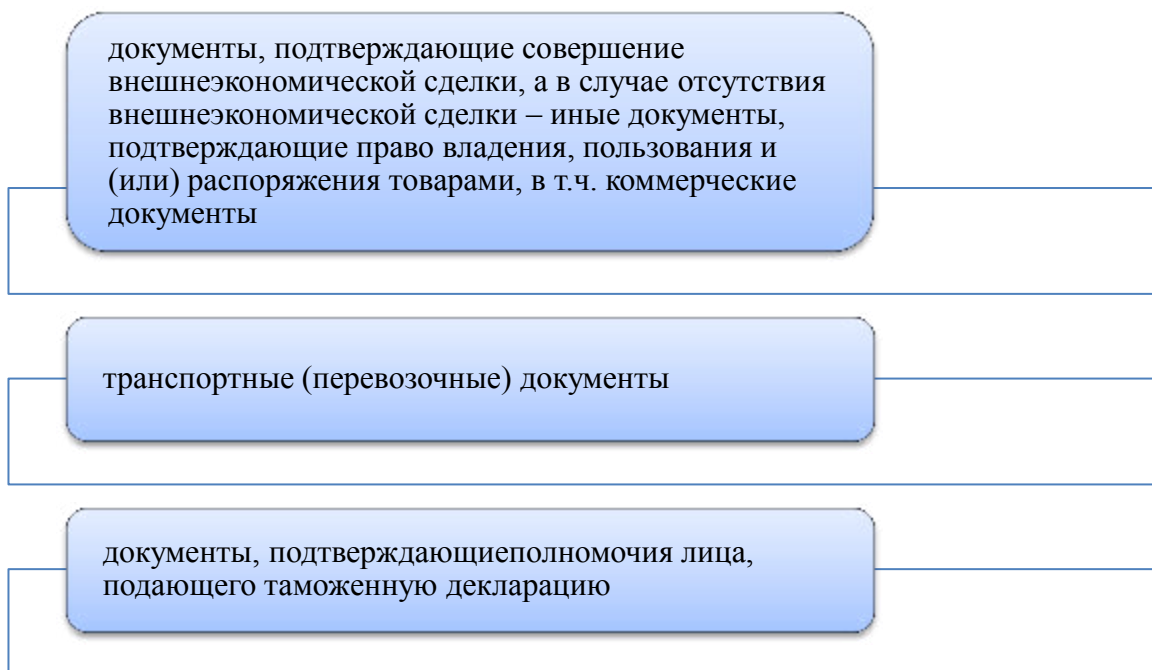 документы, подтверждающие совершение
внешнеэкономической сделки, а в случае отсутствия
внешнеэкономической сделки – иные документы,
подтверждающие право владения, пользования и
(или) распоряжения товарами, в т.ч. коммерческие
документы
транспортные (перевозочные) документы
документы, подтверждающиеполномочия лица,
подающего таможенную декларацию